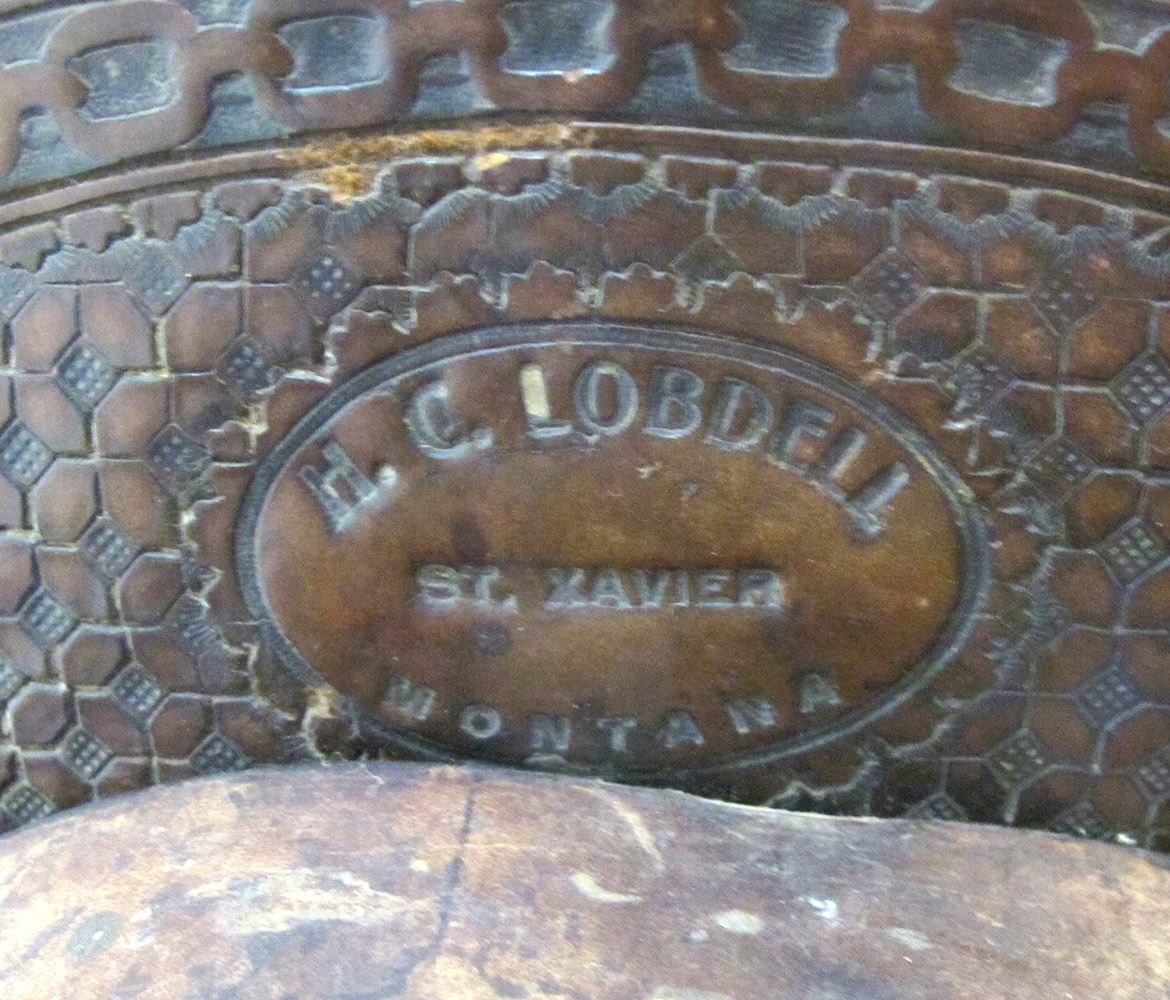 H. C. LOBDELL
ST. XAVIER
MONTANA